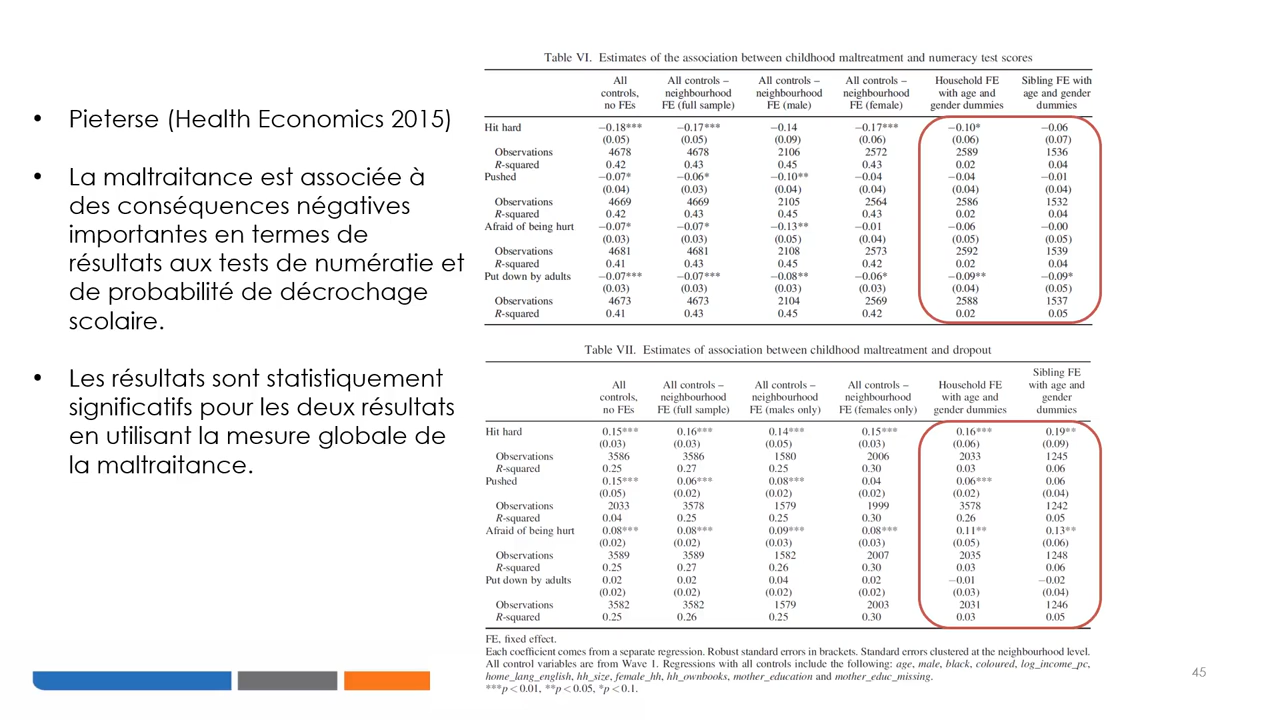 • Pieterse (Health Economics 2015)
• La maltraitance est associée à
des conséquences négatives
importantes en termes de
résultats aux tests de numératie et
de probabilité de décrochage
scolaire.
• Les résultats sont statistiquement
significatifs pour les deux résultats
en utilisant la mesure globale de
la maltraitance.
Table VI. Estimates of the association between childhood maltreatment and numeracy test scores
All All controls – All controls – All controls – Household FE Sibling FE with
controls, neighbourhood neighbourhood neighbourhood with age and age and gender
no FEs FE (full sample) FE (male) FE (female) gender dummies dummies
Hit hard −0.18*** −0.17*** −0.14 −0.17*** −0.10* −0.06
(0.05) (0.05) (0.09) (0.06) (0.06) (0.07)
Observations 4678 4678 2106 2572 2589 1536
R-squared 0.42 0.43 0.45 0.43 0.02 0.04
Pushed −0.07* −0.06* −0.10** −0.04 −0.04 −0.01
(0.04) (0.03) (0.04) (0.04) (0.04) (0.04)
Observations 4669 4669 2105 2564 2586 1532
R-squared 0.42 0.43 0.45 0.43 0.02 0.04
Afraid of being hurt −0.07* −0.07* −0.13** −0.01 −0.06 −0.00
(0.03) (0.03) (0.05) (0.04) (0.05) (0.05)
Observations 4681 4681 2108 2573 2592 1539
R-squared 0.41 0.43 0.45 0.42 0.02 0.04
Put down by adults −0.07*** −0.07*** −0.08** −0.06* −0.09** −0.09*
(0.03) (0.03) (0.04) (0.03) (0.04) (0.05)
Observations 4673 4673 2104 2569 2588 1537
R-squared 0.41 0.43 0.45 0.42 0.02 0.05
Table VII. Estimates of association between childhood maltreatment and dropout
Sibling FE
All All controls – All controls – All controls – Household FE with age and
controls, neighbourhood neighbourhood neighbourhood with age and gender
no FEs FE (full sample) FE (males only) FE (females only) gender dummies dummies
Hit hard 0.15*** 0.16*** 0.14*** 0.15*** 0.16*** 0.19**
(0.03) (0.03) (0.05) (0.03) (0.06) (0.09)
Observations 3586 3586 1580 2006 2033 1245
R-squared 0.25 0.27 0.25 0.30 0.03 0.06
Pushed 0.15*** 0.06*** 0.08*** 0.04 0.06*** 0.06
(0.05) (0.02) (0.02) (0.02) (0.02) (0.04)
Observations 2033 3578 1579 1999 3578 1242
R-squared 0.04 0.25 0.25 0.30 0.26 0.05
Afraid of being hurt 0.08*** 0.08*** 0.09*** 0.08*** 0.11** 0.13**
(0.02) (0.02) (0.03) (0.03) (0.05) (0.06)
Observations 3589 3589 1582 2007 2035 1248
R-squared 0.25 0.27 0.26 0.30 0.03 0.06
Put down by adults 0.02 0.02 0.04 0.02 −0.01 −0.02
(0.02) (0.02) (0.02) (0.02) (0.03) (0.04)
Observations 3582 3582 1579 2003 2031 1246
R-squared 0.25 0.26 0.25 0.30 0.03 0.05
FE, fixed effect.
Each coefficient comes from a separate regression. Robust standard errors in brackets. Standard errors clustered at the neighbourhood level.
All control variables are from Wave 1. Regressions with all controls include the following: age, male, black, coloured, log_income_pc,
home_lang_english, hh_size, female_hh, hh_ownbooks, mother_education and mother_educ_missing.
***p < 0.01, **p < 0.05, *p < 0.1.
45